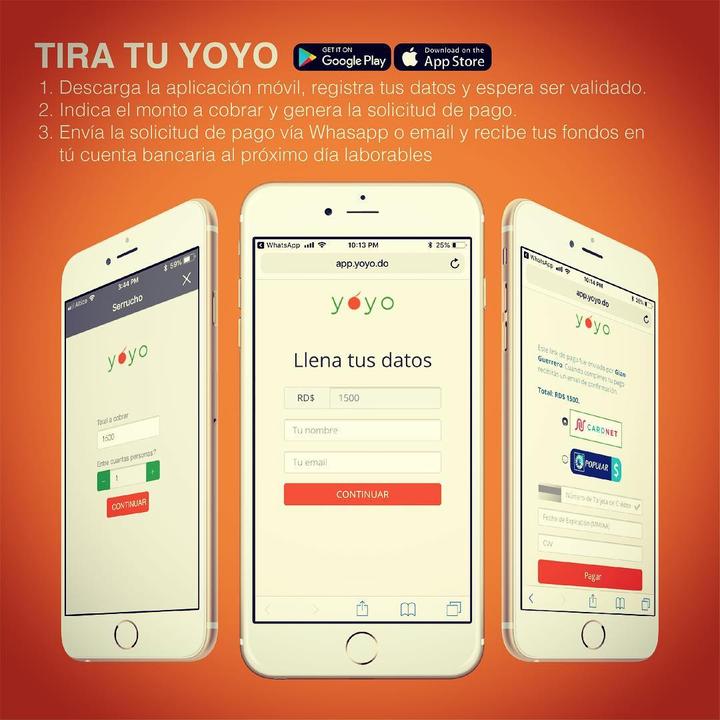 TIRA TU YOYO
GET IT ON
Google Play
Download on the
App Store
1. Descarga la aplicación móvil, registra tus datos y espera ser validado.
2. Indica el monto a cobrar y genera la solicitud de pago.
3. Envía la solicitud de pago vía Whasapp o email y recibe tus fondos en
tú cuenta bancaria al próximo día laborables
3:44 PM
59%
Serrucho
yoyo
Total a cobrar
1500
Entre cuantas personas?
- 1 +
CONTINUAR
WhatsApp 10:13 PM 25%
app.yoyo.do
yoyo
Llena tus datos
RD$ 1500
Tu nombre
Tu email
CONTINUAR
WhatsApp 10:14 PM
app.yoyo.do
yoyo
Este link de pago fue enviado por Gian
Guerrero. Cuando completes tu pago
recibirás un email de confirmación.
Total: RD$ 1500.
CARDNET
POPULAR $
Número de Tarjeta de Crédito
Fecha de Expiración (MM/AA)
CVV
Pagar